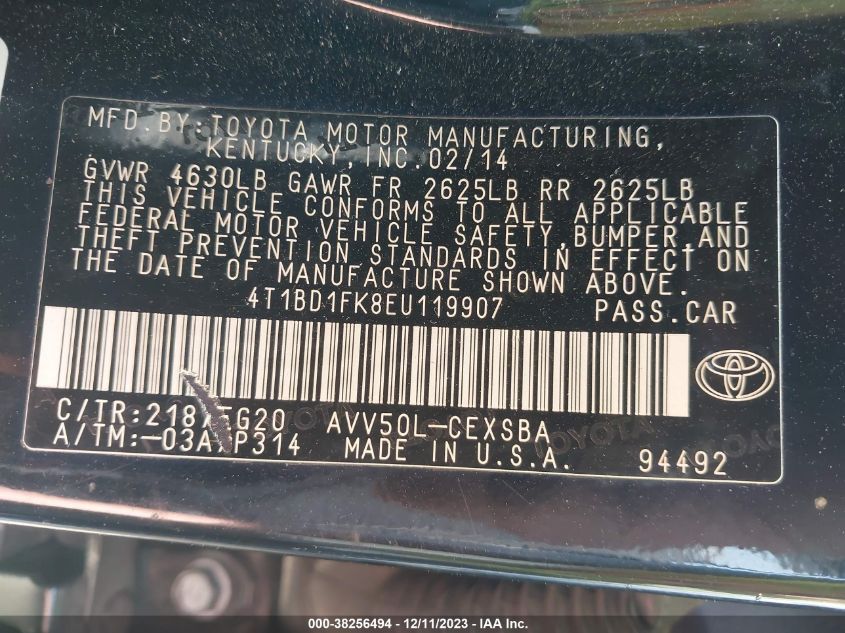 MFD.BY:TOYOTA MOTOR MANUFACTURING,
KENTUCKY,INC.02/14
GVWR 4630LB GAWR FR 2625LB RR 2625LB
THIS VEHICLE CONFORMS TO ALL APPLICABLE
FEDERAL MOTOR VEHICLE SAFETY,BUMPER,AND
THEFT PREVENTION STANDARDS IN EFFECT ON
THE DATE OF MANUFACTURE SHOWN ABOVE.
4T1BD1FK8EU119907 PASS.CAR
AVV50L-CEXSBA
MADE IN U.S.A. 94492
000-38256494 – 12/11/2023 – IAA Inc.